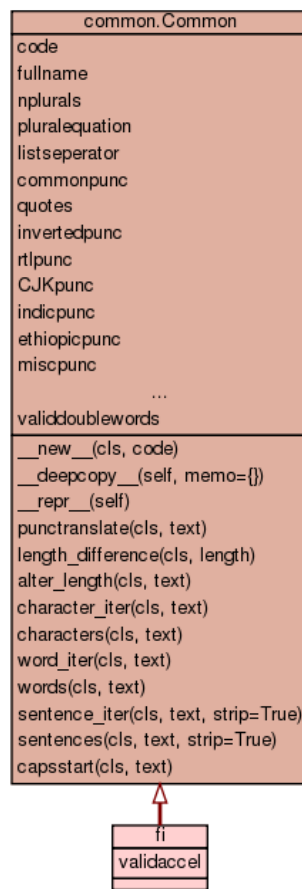 common.Common
code
fullname
nplurals
pluralequation
listseperator
commonpunc
quotes
invertedpunc
rtlpunc
CJKpunc
indicpunc
ethiopicpunc
miscpunc
...
validdoublewords
__new__(cls, code)
__deepcopy__(self, memo={})
__repr__(self)
punctranslate(cls, text)
length_difference(cls, length)
alter_length(cls, text)
character_iter(cls, text)
characters(cls, text)
word_iter(cls, text)
words(cls, text)
sentence_iter(cls, text, strip=True)
sentences(cls, text, strip=True)
capsstart(cls, text)
fi
validaccel